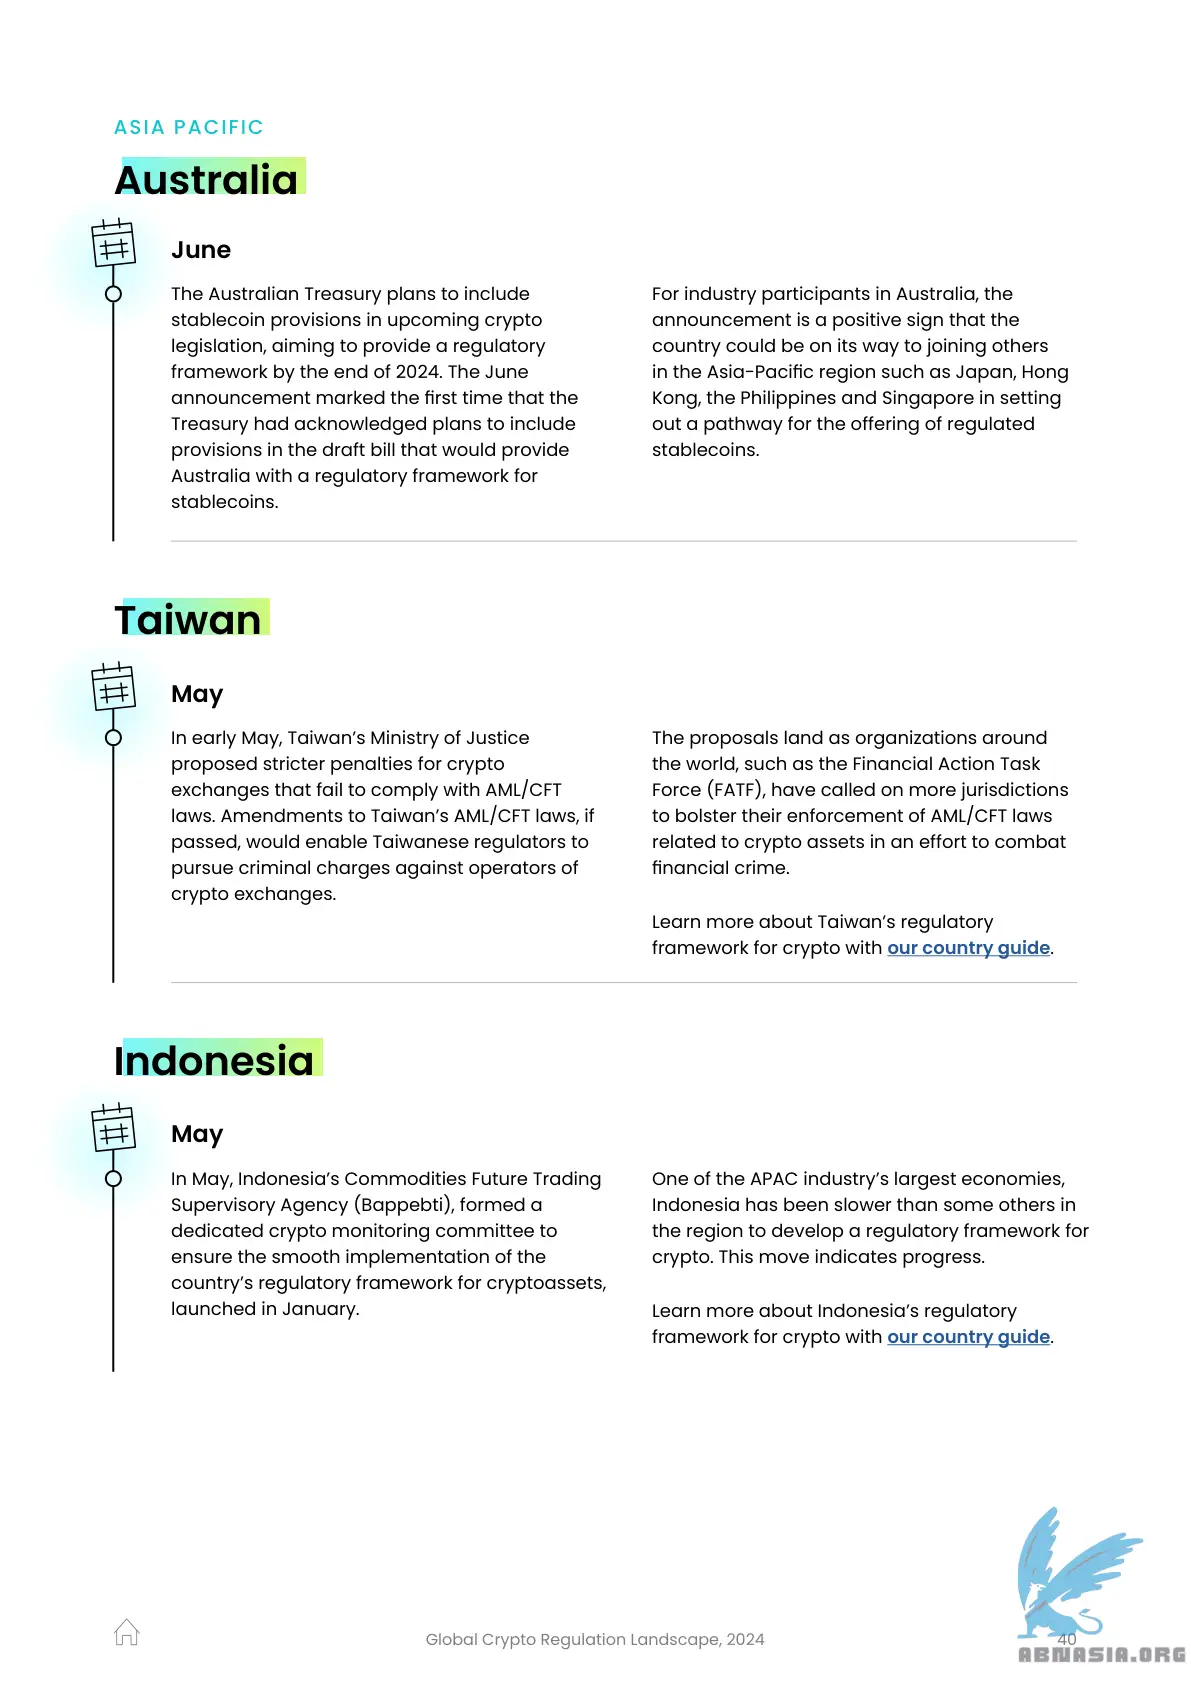 ASIA PACIFIC
Australia
June
The Australian Treasury plans to include
stablecoin provisions in upcoming crypto
legislation, aiming to provide a regulatory
framework by the end of 2024. The June
announcement marked the first time that the
Treasury had acknowledged plans to include
provisions in the draft bill that would provide
Australia with a regulatory framework for
stablecoins.
For industry participants in Australia, the
announcement is a positive sign that the
country could be on its way to joining others
in the Asia-Pacific region such as Japan, Hong
Kong, the Philippines and Singapore in setting
out a pathway for the offering of regulated
stablecoins.
Taiwan
May
In early May, Taiwan’s Ministry of Justice
proposed stricter penalties for crypto
exchanges that fail to comply with AML/CFT
laws. Amendments to Taiwan’s AML/CFT laws, if
passed, would enable Taiwanese regulators to
pursue criminal charges against operators of
crypto exchanges.
The proposals land as organizations around
the world, such as the Financial Action Task
Force (FATF), have called on more jurisdictions
to bolster their enforcement of AML/CFT laws
related to crypto assets in an effort to combat
financial crime.
Learn more about Taiwan’s regulatory
framework for crypto with our country guide.
Indonesia
May
In May, Indonesia’s Commodities Future Trading
Supervisory Agency (Bappebti), formed a
dedicated crypto monitoring committee to
ensure the smooth implementation of the
country’s regulatory framework for cryptoassets,
launched in January.
One of the APAC industry’s largest economies,
Indonesia has been slower than some others in
the region to develop a regulatory framework for
crypto. This move indicates progress.
Learn more about Indonesia’s regulatory
framework for crypto with our country guide.
Global Crypto Regulation Landscape, 2024
40
ABNASIA.ORG